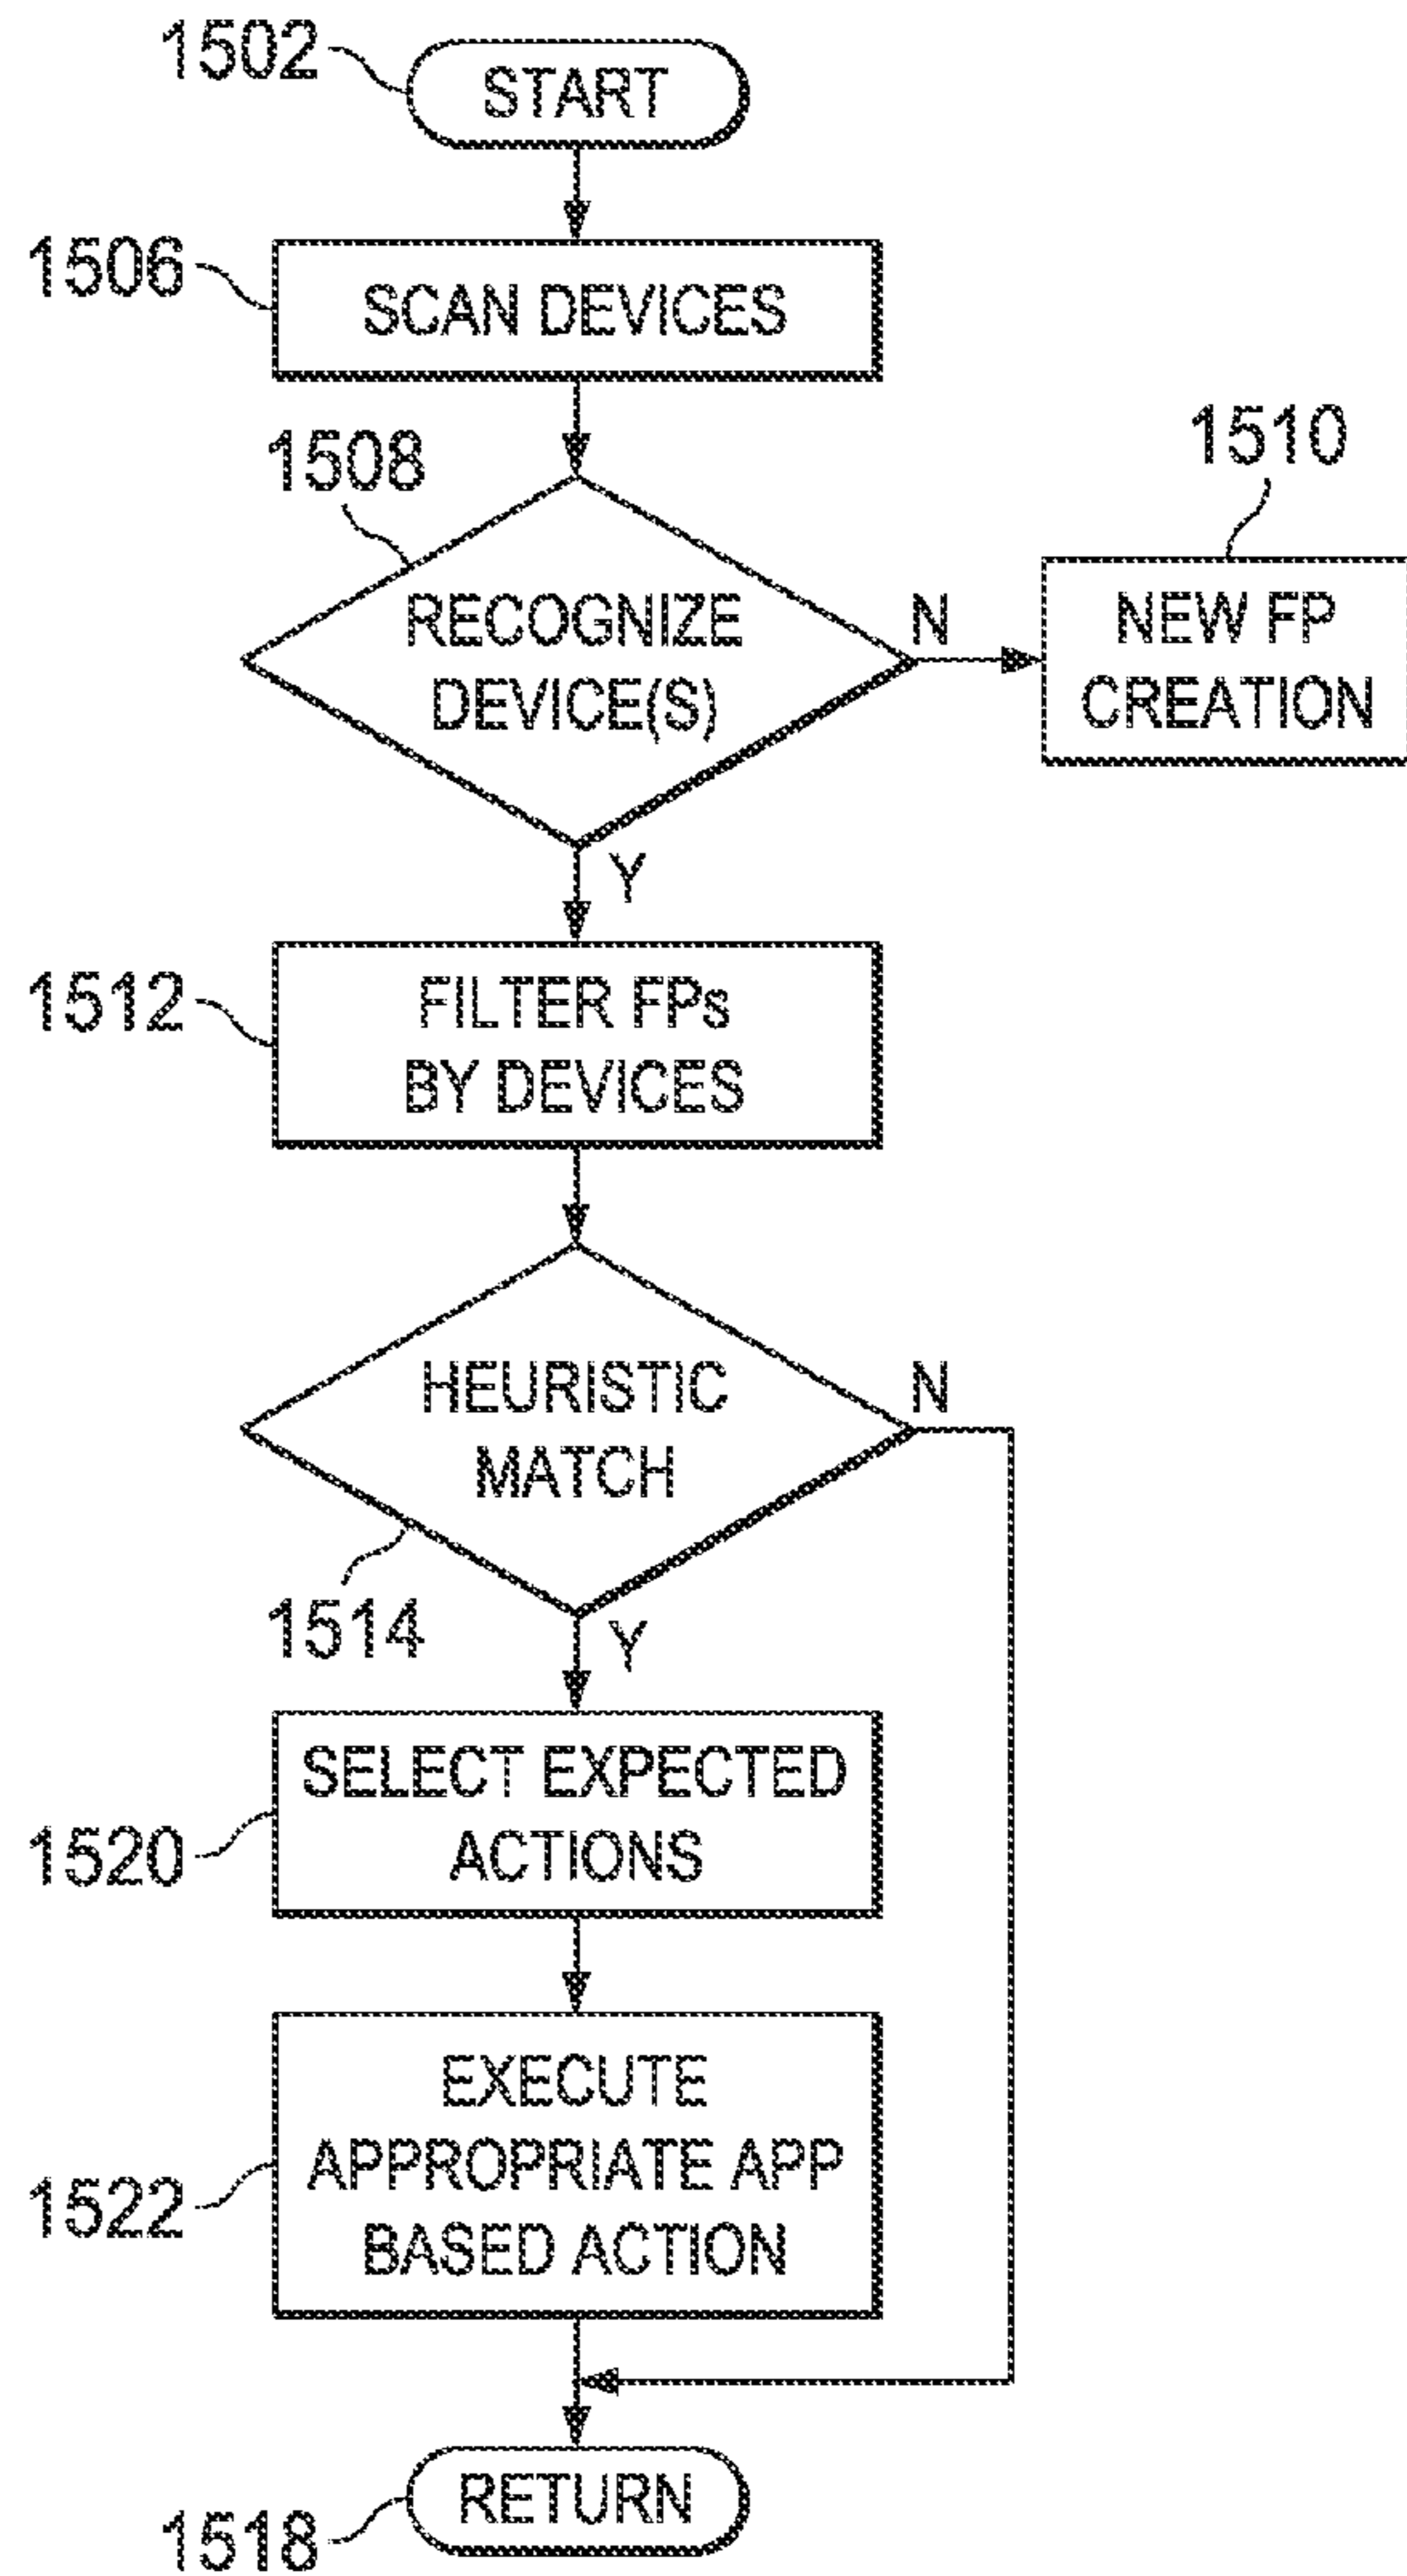 1502
START
1506
SCAN DEVICES
1508
1510
RECOGNIZE
DEVICE(S)
N
NEW FP
CREATION
Y
1512
FILTER FPs
BY DEVICES
HEURISTIC
MATCH
N
1514
Y
SELECT EXPECTED
ACTIONS
1520
EXECUTE
APPROPRIATE APP
BASED ACTION
1522
RETURN
1518